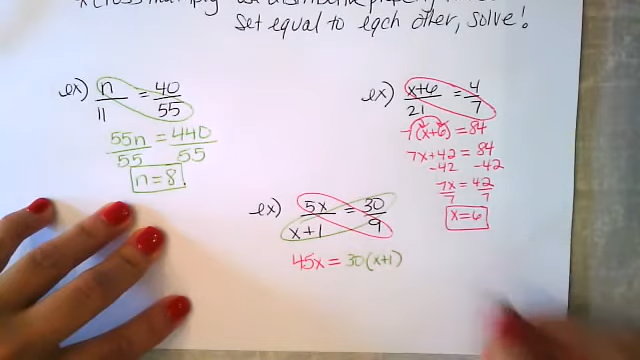 set equal to each other, solve!
ex) n/11 = 40/55
55n/55 = 440/55
n=8
ex) x+6/21 = 4/7
7(x+6) = 84
7x+42 = 84
-42 -42
7x/7 = 42/7
x=6
ex) 5x/x+1 = 30/9
45x = 30(x+1)